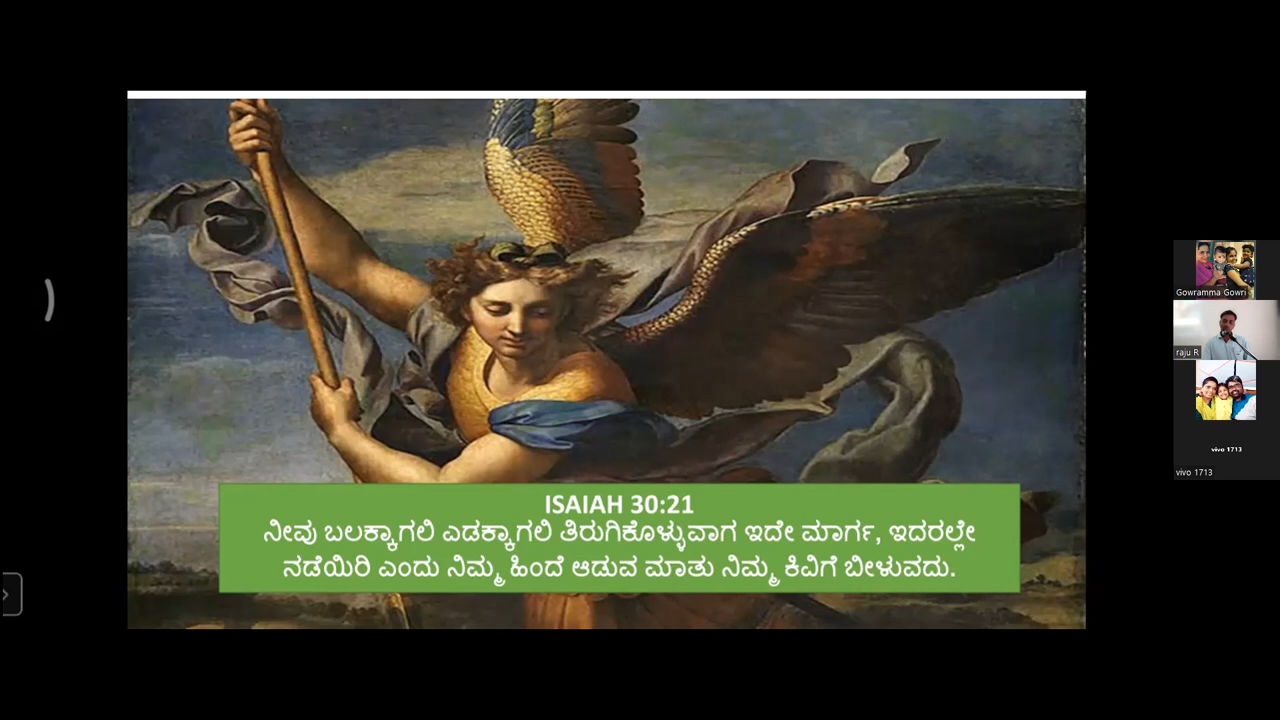 ISAIAH 30:21
ನೀವು ಬಲಕ್ಕಾಗಲಿ ಎಡಕ್ಕಾಗಲಿ ತಿರುಗಿಕೊಳ್ಳುವಾಗ ಇದೇ ಮಾರ್ಗ, ಇದರಲ್ಲೇ
ನಡೆಯಿರಿ ಎಂದು ನಿಮ್ಮ ಹಿಂದೆ ಆಡುವ ಮಾತು ನಿಮ್ಮ ಕಿವಿಗೆ ಬೀಳುವದು.
Gowramma Gowri
raju R
vivo 1713
vivo 1713